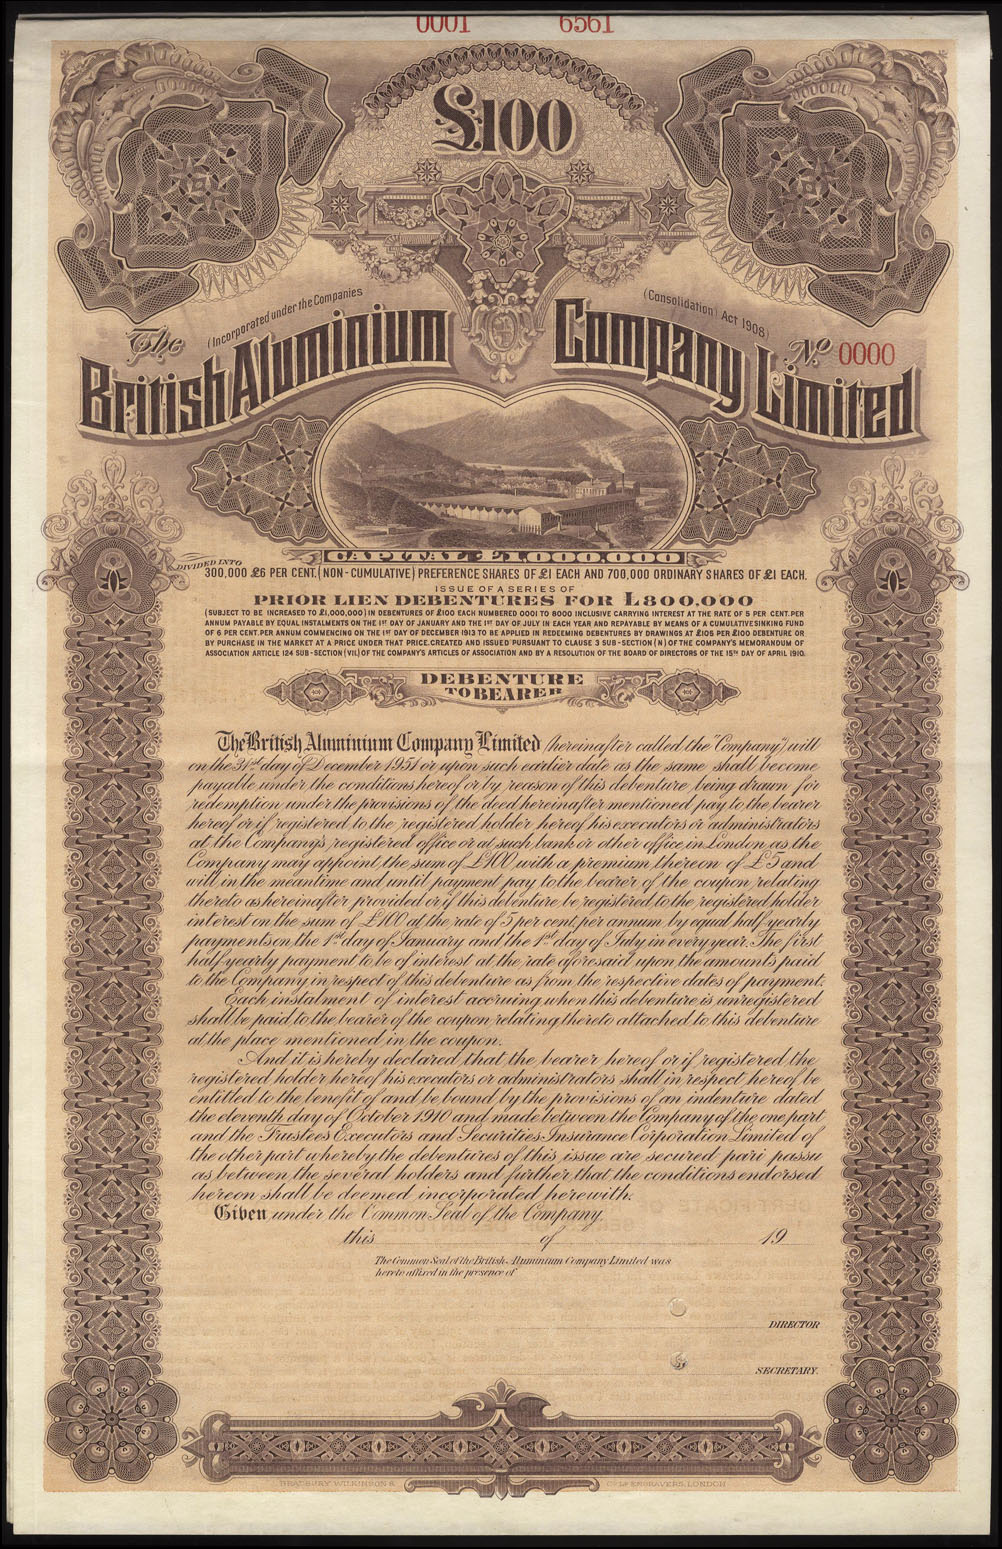 0001 6561
£100
(Incorporated under the Companies (Consolidation) Act 1908)
The British Aluminium Company Limited
No. 0000
CAPITAL £1,000,000
DIVIDED INTO
300,000 £6 PER CENT. (NON-CUMULATIVE) PREFERENCE SHARES OF £1 EACH AND 700,000 ORDINARY SHARES OF £1 EACH.
ISSUE OF A SERIES OF
PRIOR LIEN DEBENTURES FOR £800,000
(SUBJECT TO BE INCREASED TO £1,000,000) IN DEBENTURES OF £100 EACH NUMBERED 0001 TO 8000 INCLUSIVE CARRYING INTEREST AT THE RATE OF 5 PER CENT. PER
ANNUM PAYABLE BY EQUAL INSTALMENTS ON THE 1ST DAY OF JANUARY AND THE 1ST DAY OF JULY IN EACH YEAR AND REPAYABLE BY MEANS OF A CUMULATIVE SINKING FUND
OF 6 PER CENT. PER ANNUM COMMENCING ON THE 1ST DAY OF DECEMBER 1913 TO BE APPLIED IN REDEEMING DEBENTURES BY DRAWINGS AT £105 PER £100 DEBENTURE OR
BY PURCHASE IN THE MARKET AT A PRICE UNDER THAT PRICE. CREATED AND ISSUED PURSUANT TO CLAUSE 3 SUB-SECTION (N) OF THE COMPANY'S MEMORANDUM OF
ASSOCIATION ARTICLE 124 SUB-SECTION (VII.) OF THE COMPANY'S ARTICLES OF ASSOCIATION AND BY A RESOLUTION OF THE BOARD OF DIRECTORS OF THE 15TH DAY OF APRIL 1910.
DEBENTURE
TO BEARER
The British Aluminium Company Limited (hereinafter called the "Company") will
on the 31st day of December 1951 or upon such earlier date as the same shall become
payable under the conditions hereof or by reason of this debenture being drawn for
redemption under the provisions of the deed hereinafter mentioned pay to the bearer
hereof or if registered to the registered holder hereof his executors or administrators
at the Company's registered office or at such bank or other office in London as the
Company may appoint the sum of £100 with a premium thereon of £5 and
will in the meantime and until payment pay to the bearer of the coupon relating
thereto as hereinafter provided or if this debenture be registered to the registered holder
interest on the sum of £100 at the rate of 5 per cent. per annum by equal half yearly
payments on the 1st day of January and the 1st day of July in every year. The first
half yearly payment to be of interest at the rate aforesaid upon the amounts paid
to the Company in respect of this debenture as from the respective dates of payment.
Each instalment of interest accruing when this debenture is unregistered
shall be paid to the bearer of the coupon relating thereto attached to this debenture
at the place mentioned in the coupon.
And it is hereby declared that the bearer hereof or if registered the
registered holder hereof his executors or administrators shall in respect hereof be
entitled to the benefit of and be bound by the provisions of an indenture dated
the eleventh day of October 1910 and made between the Company of the one part
and the Trustees Executors and Securities Insurance Corporation Limited of
the other part whereby the debentures of this issue are secured pari passu
as between the several holders and further that the conditions endorsed
hereon shall be deemed incorporated herewith.
Given under the Common Seal of the Company
this of 19
The Common Seal of the British Aluminium Company Limited was
hereto affixed in the presence of
DIRECTOR
SECRETARY.
BRADBURY WILKINSON & Co. Ld. ENGRAVERS, LONDON